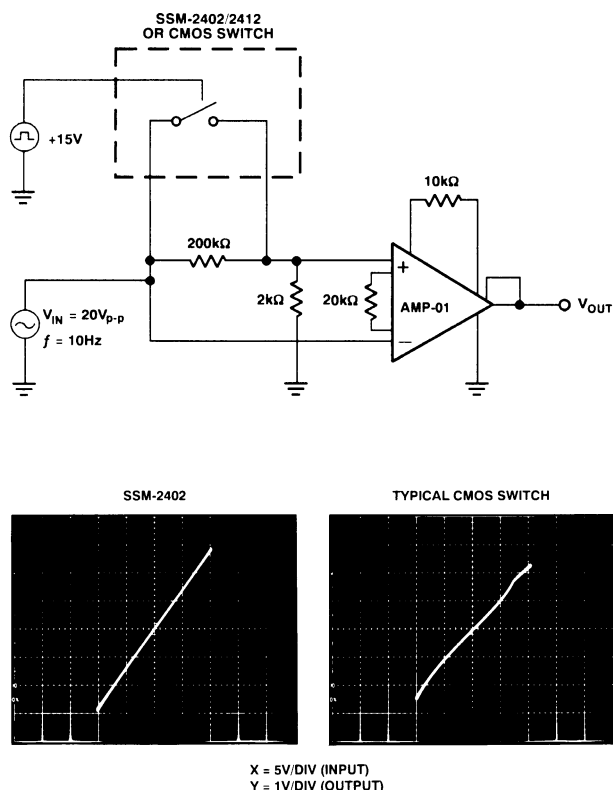 SSM-2402/2412
OR CMOS SWITCH
+15V
10kΩ
200kΩ
+
2kΩ
20kΩ
AMP-01
−
V_OUT
V_IN = 20V_p-p
f = 10Hz
SSM-2402
TYPICAL CMOS SWITCH
X = 5V/DIV (INPUT)
Y = 1V/DIV (OUTPUT)